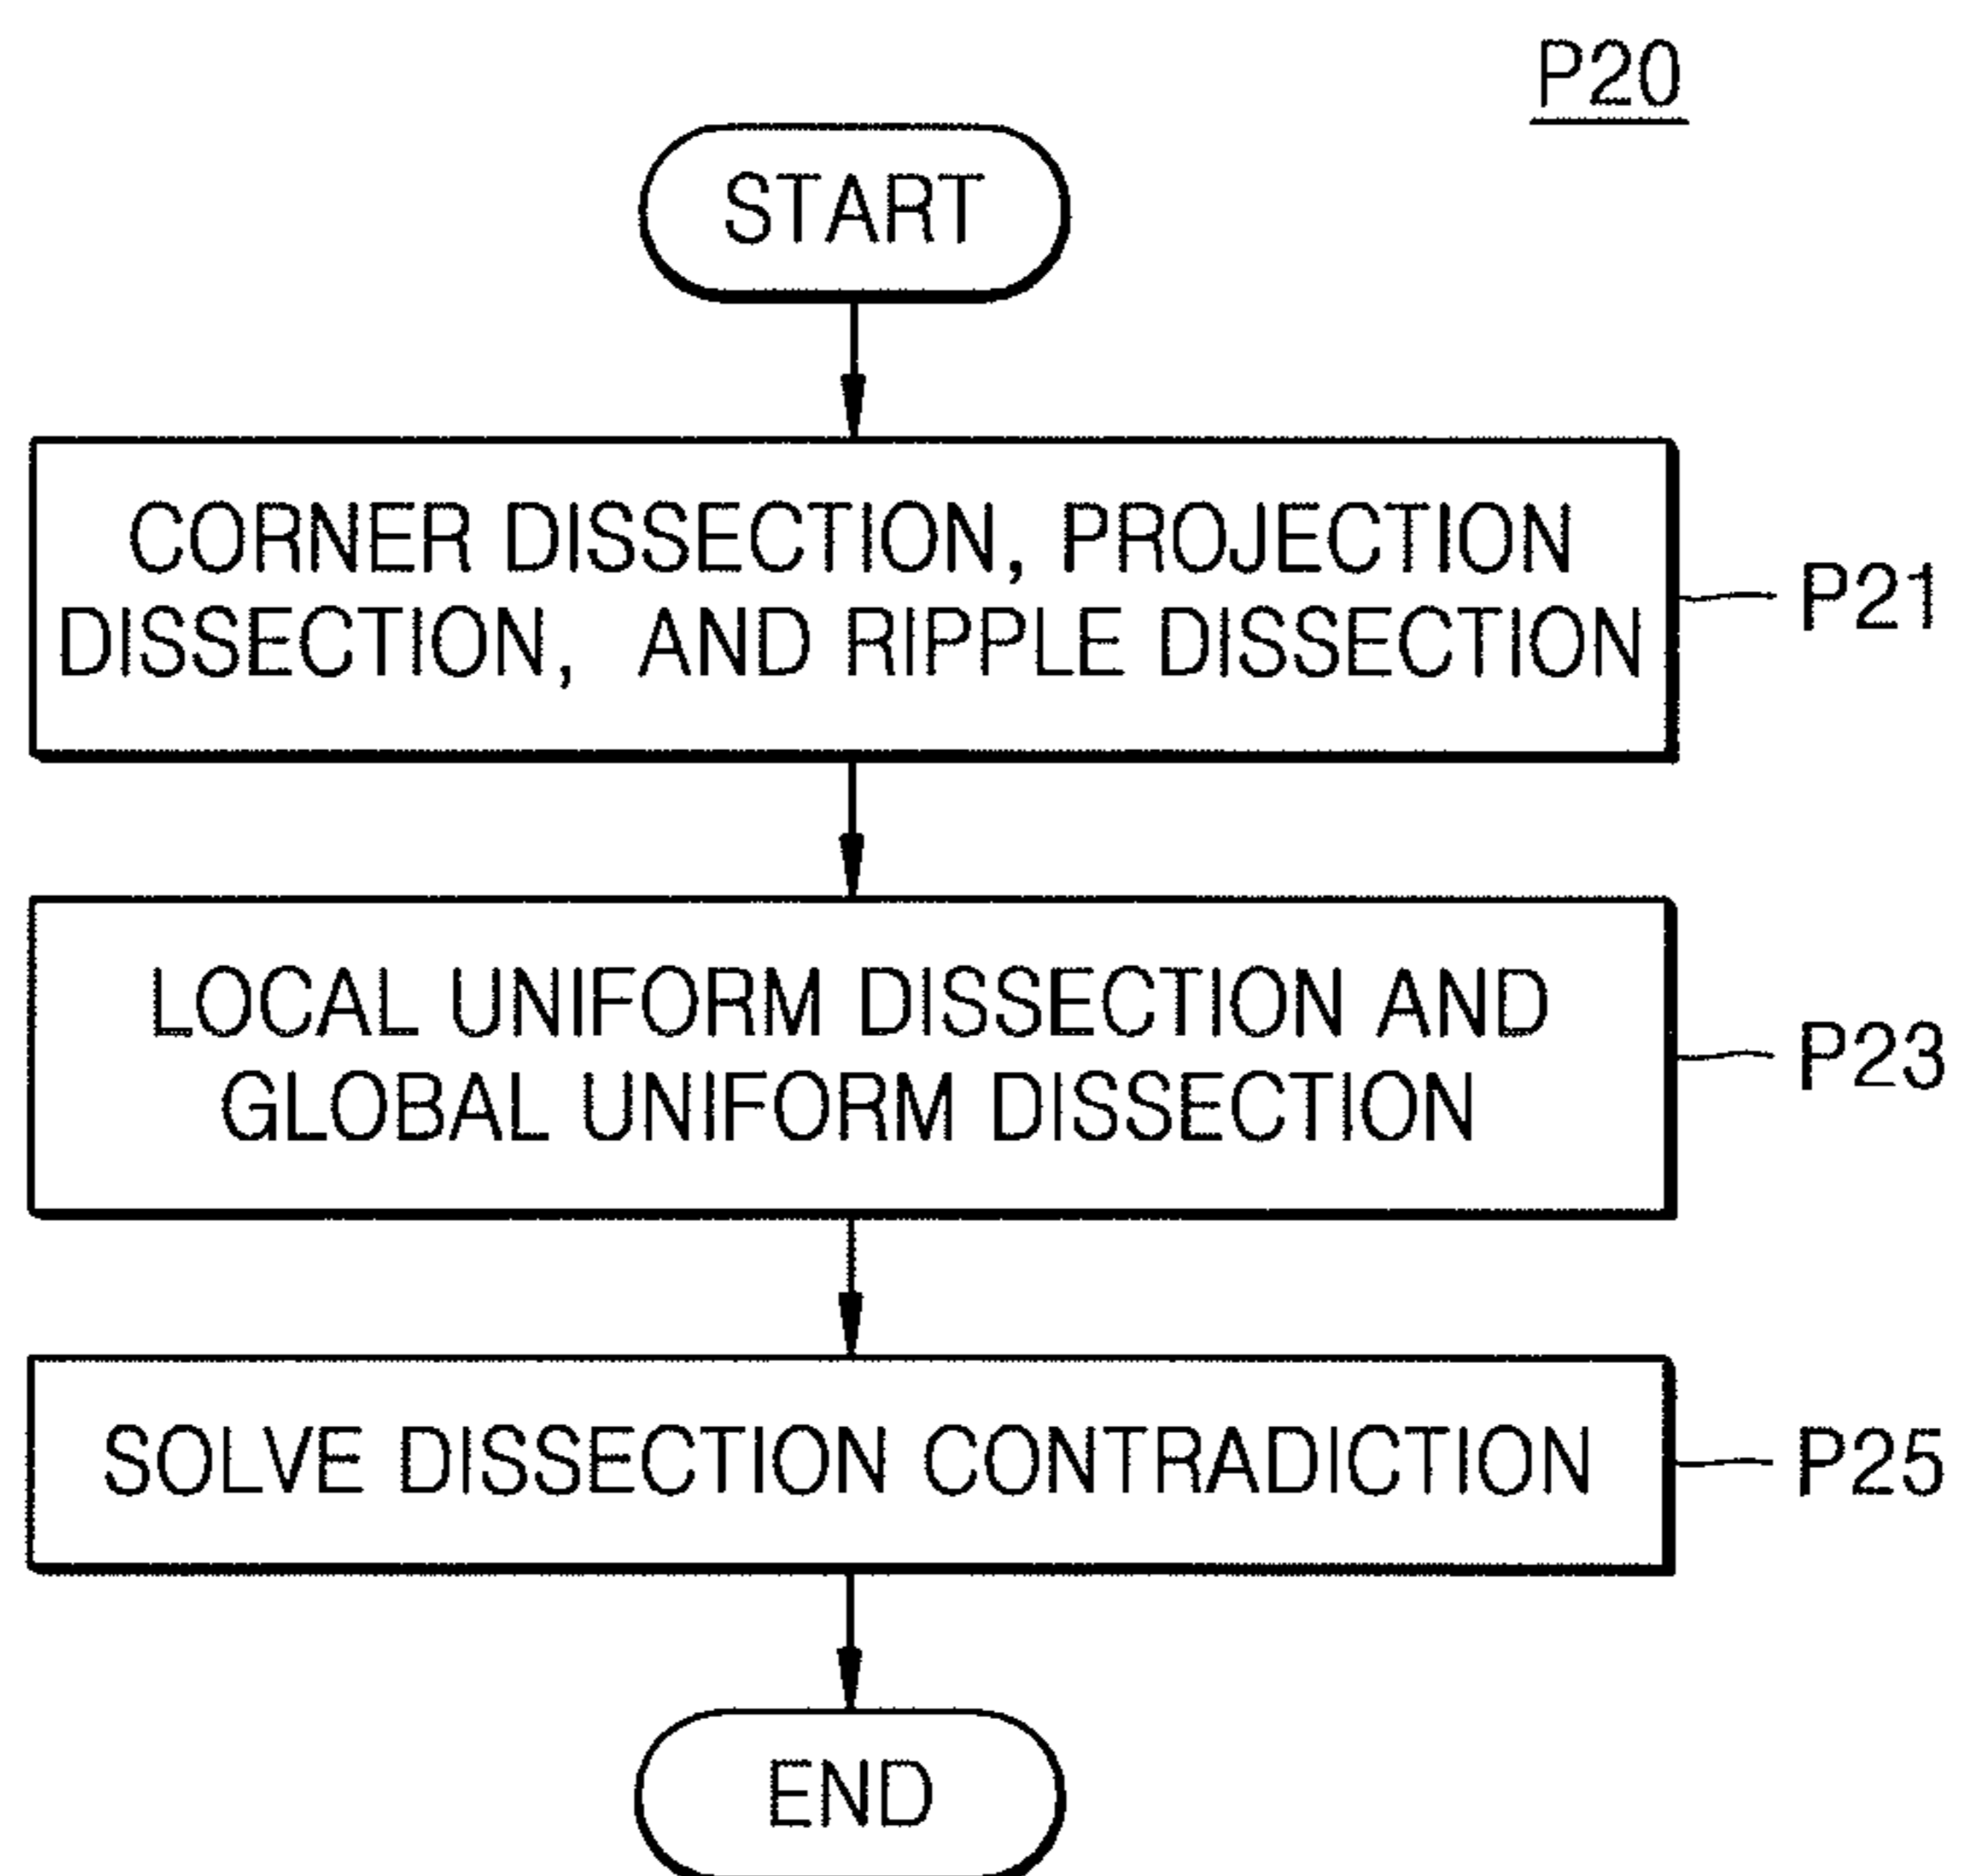 P20
START
CORNER DISSECTION, PROJECTION
DISSECTION, AND RIPPLE DISSECTION
P21
LOCAL UNIFORM DISSECTION AND
GLOBAL UNIFORM DISSECTION
P23
SOLVE DISSECTION CONTRADICTION
P25
END